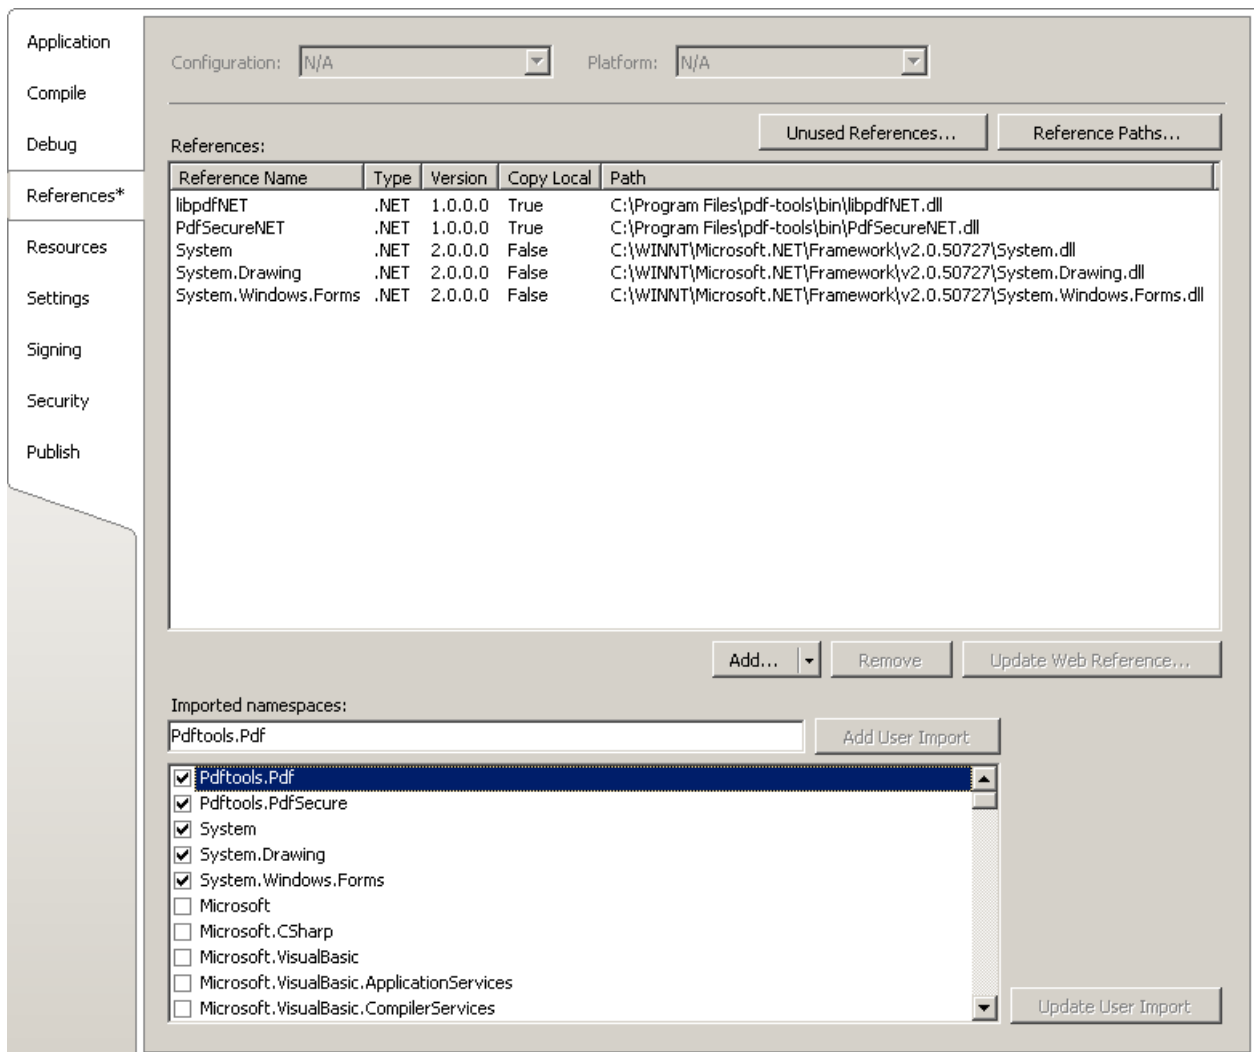 Application
Compile
Debug
References*
Resources
Settings
Signing
Security
Publish
Configuration: N/A Platform: N/A
Unused References... Reference Paths...
References:
Reference Name Type Version Copy Local Path
libpdfNET .NET 1.0.0.0 True C:\Program Files\pdf-tools\bin\libpdfNET.dll
PdfSecureNET .NET 1.0.0.0 True C:\Program Files\pdf-tools\bin\PdfSecureNET.dll
System .NET 2.0.0.0 False C:\WINNT\Microsoft.NET\Framework\v2.0.50727\System.dll
System.Drawing .NET 2.0.0.0 False C:\WINNT\Microsoft.NET\Framework\v2.0.50727\System.Drawing.dll
System.Windows.Forms .NET 2.0.0.0 False C:\WINNT\Microsoft.NET\Framework\v2.0.50727\System.Windows.Forms.dll
Add... Remove Update Web Reference...
Imported namespaces:
Pdftools.Pdf Add User Import
Pdftools.Pdf
Pdftools.PdfSecure
System
System.Drawing
System.Windows.Forms
Microsoft
Microsoft.CSharp
Microsoft.VisualBasic
Microsoft.VisualBasic.ApplicationServices
Microsoft.VisualBasic.CompilerServices
Update User Import